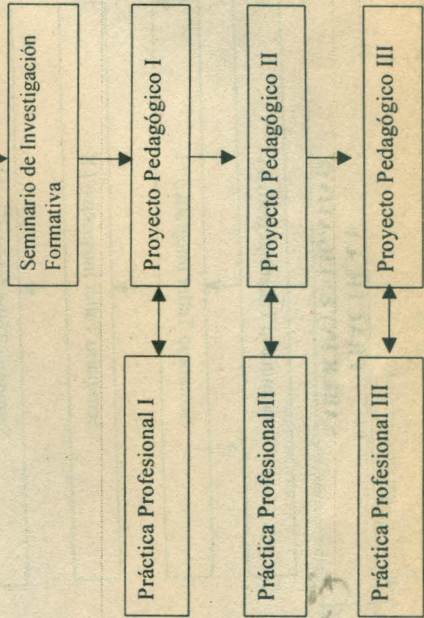 Seminario de Investigación
Formativa
Práctica Profesional I
Proyecto Pedagógico I
Práctica Profesional II
Proyecto Pedagógico II
Práctica Profesional III
Proyecto Pedagógico III